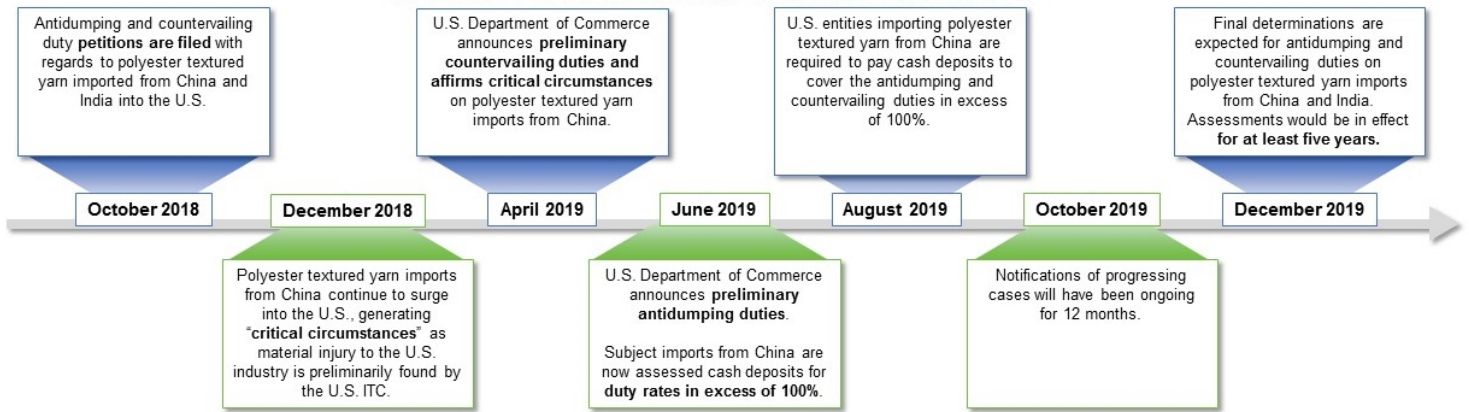 Antidumping and countervailing
duty petitions are filed with
regards to polyester textured
yarn imported from China and
India into the U.S.
October 2018
Polyester textured yarn imports
from China continue to surge
into the U.S., generating
“critical circumstances” as
material injury to the U.S.
industry is preliminarily found by
the U.S. ITC.
December 2018
U.S. Department of Commerce
announces preliminary
countervailing duties and
affirms critical circumstances
on polyester textured yarn
imports from China.
April 2019
U.S. Department of Commerce
announces preliminary
antidumping duties.
Subject imports from China are
now assessed cash deposits for
duty rates in excess of 100%.
June 2019
U.S. entities importing polyester
textured yarn from China are
required to pay cash deposits to
cover the antidumping and
countervailing duties in excess
of 100%.
August 2019
Notifications of progressing
cases will have been ongoing
for 12 months.
October 2019
Final determinations are
expected for antidumping and
countervailing duties on
polyester textured yarn imports
from China and India.
Assessments would be in effect
for at least five years.
December 2019